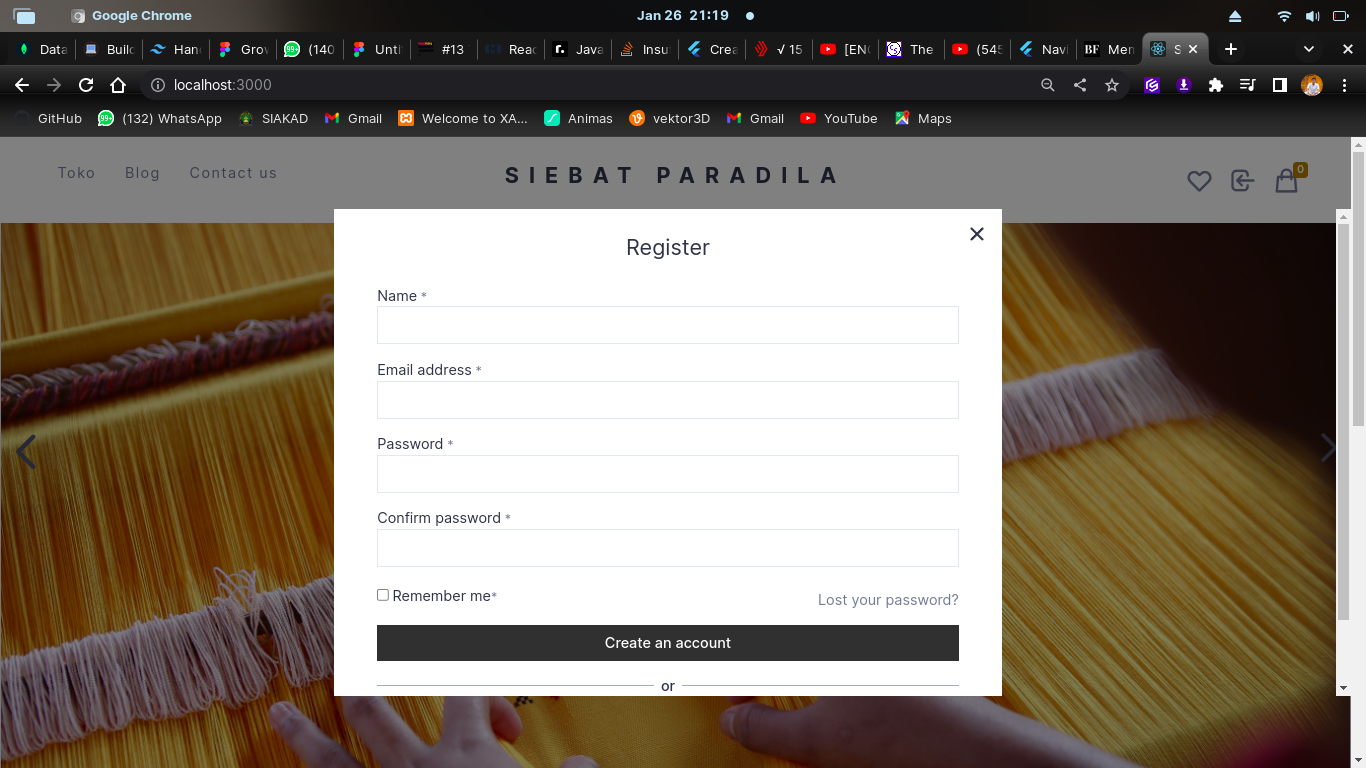 Google Chrome
Jan 26 21:19
Data
Builc
Han
Grov
(140
Unti
#13
Reac
Java
Insu
Crea
√ 15
[EN
The
(545
Navi
BF Men
S
localhost:3000
GitHub
(132) WhatsApp
SIAKAD
Gmail
Welcome to XA...
Animas
vektor3D
Gmail
YouTube
Maps
Toko
Blog
Contact us
SIEBAT PARADILA
0
Register
Name *
Email address *
Password *
Confirm password *
Remember me*
Lost your password?
Create an account
or